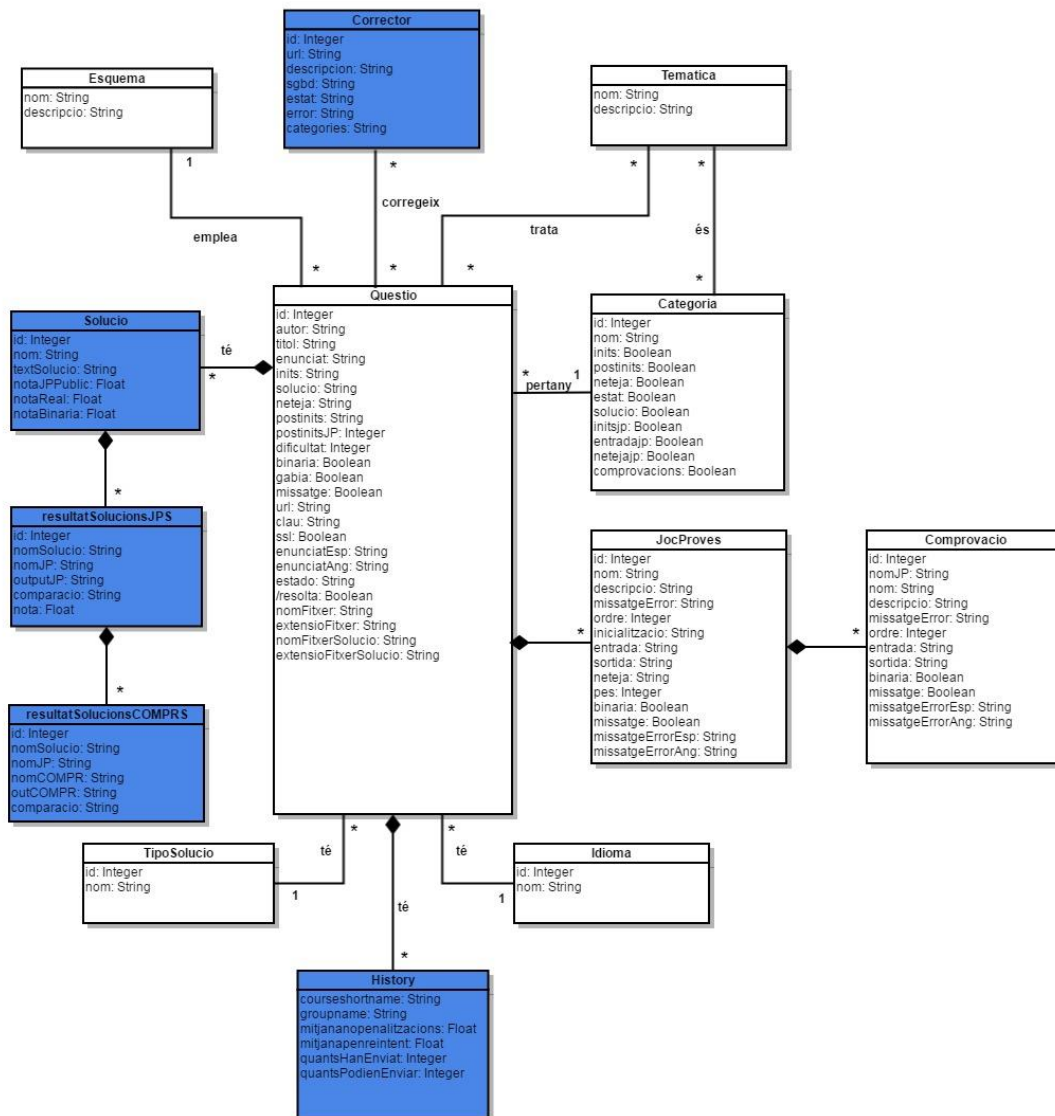 Corrector
id: Integer
url: String
descripcion: String
sgbd: String
estat: String
error: String
categories: String
Esquema
nom: String
descripcio: String
Tematica
nom: String
descripcio: String
1
*
*
*
corregeix
emplea
trata
és
*
*
*
*
Questio
id: Integer
autor: String
titol: String
enunciat: String
inits: String
solucio: String
neteja: String
postinits: String
postinitsJP: Integer
dificultat: Integer
binaria: Boolean
gabia: Boolean
missatge: Boolean
url: String
clau: String
ssl: Boolean
enunciatEsp: String
enunciatAng: String
estado: String
/resolta: Boolean
nomFitxer: String
extensioFitxer: String
nomFitxerSolucio: String
extensioFitxerSolucio: String
Categoria
id: Integer
nom: String
inits: Boolean
postinits: Boolean
neteja: Boolean
estat: Boolean
solucio: Boolean
initsjp: Boolean
entradajp: Boolean
netejajp: Boolean
comprovacions: Boolean
Solucio
id: Integer
nom: String
textSolucio: String
notaJPPublic: Float
notaReal: Float
notaBinaria: Float
té
*
* 1
pertany
*
resultatSolucionsJPS
id: Integer
nomSolucio: String
nomJP: String
outputJP: String
comparacio: String
nota: Float
*
resultatSolucionsCOMPRS
id: Integer
nomSolucio: String
nomJP: String
nomCOMPR: String
outCOMPR: String
comparacio: String
JocProves
id: Integer
nom: String
descripcio: String
missatgeError: String
ordre: Integer
inicialitzacio: String
entrada: String
sortida: String
neteja: String
pes: Integer
binaria: Boolean
missatge: Boolean
missatgeErrorEsp: String
missatgeErrorAng: String
*
Comprovacio
id: Integer
nomJP: String
nom: String
descripcio: String
missatgeError: String
ordre: Integer
entrada: String
sortida: String
binaria: Boolean
missatge: Boolean
missatgeErrorEsp: String
missatgeErrorAng: String
*
TipoSolucio
id: Integer
nom: String
* té
1
Idioma
id: Integer
nom: String
* té
1
té
*
History
courseshortname: String
groupname: String
mitjananopenalitzacions: Float
mitjanapenreintent: Float
quantsHanEnviat: Integer
quantsPodienEnviar: Integer